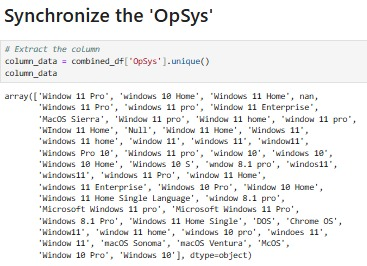 Synchronize the 'OpSys'
# Extract the column
column_data = combined_df['OpSys'].unique()
column_data
array(['Window 11 Pro', 'windows 10 Home', 'Windows 11 Home', nan,
'Windows 11 Pro', 'windows 11 pro', 'Window 11 Enterprise',
'MacOS Sierra', 'Window 11 pro', 'Window 11 home', 'window 11 pro',
'WIndow 11 Home', 'Null', 'Window 11 Home', 'Windows 11',
'windows 11 home', 'window 11', 'windows 11', 'window11',
'Windows Pro 10', 'Windows 11 pro', 'window 10', 'windows 10',
'Windows 10 Home', 'Windows 10 S', 'wndow 8.1 pro', 'windos11',
'windows11', 'windows 11 Pro', 'window 11 Home',
'windows 11 Enterprise', 'Window 10 Pro', 'Window 10 Home',
'Windows 11 Home Single Language', 'window 8.1 pro',
'Microsoft Windows 11 pro', 'Microsoft Windows 11 Pro',
'Windows 8.1 Pro', 'Windows 11 Home Single', 'DOS', 'Chrome OS',
'Window11', 'winder 11 home', 'windows 10 pro', 'windoes 11',
'Window 11', 'macOS Sonoma', 'macOS Ventura', 'McOS',
'Window 10 Pro', 'Windows 10'], dtype=object)